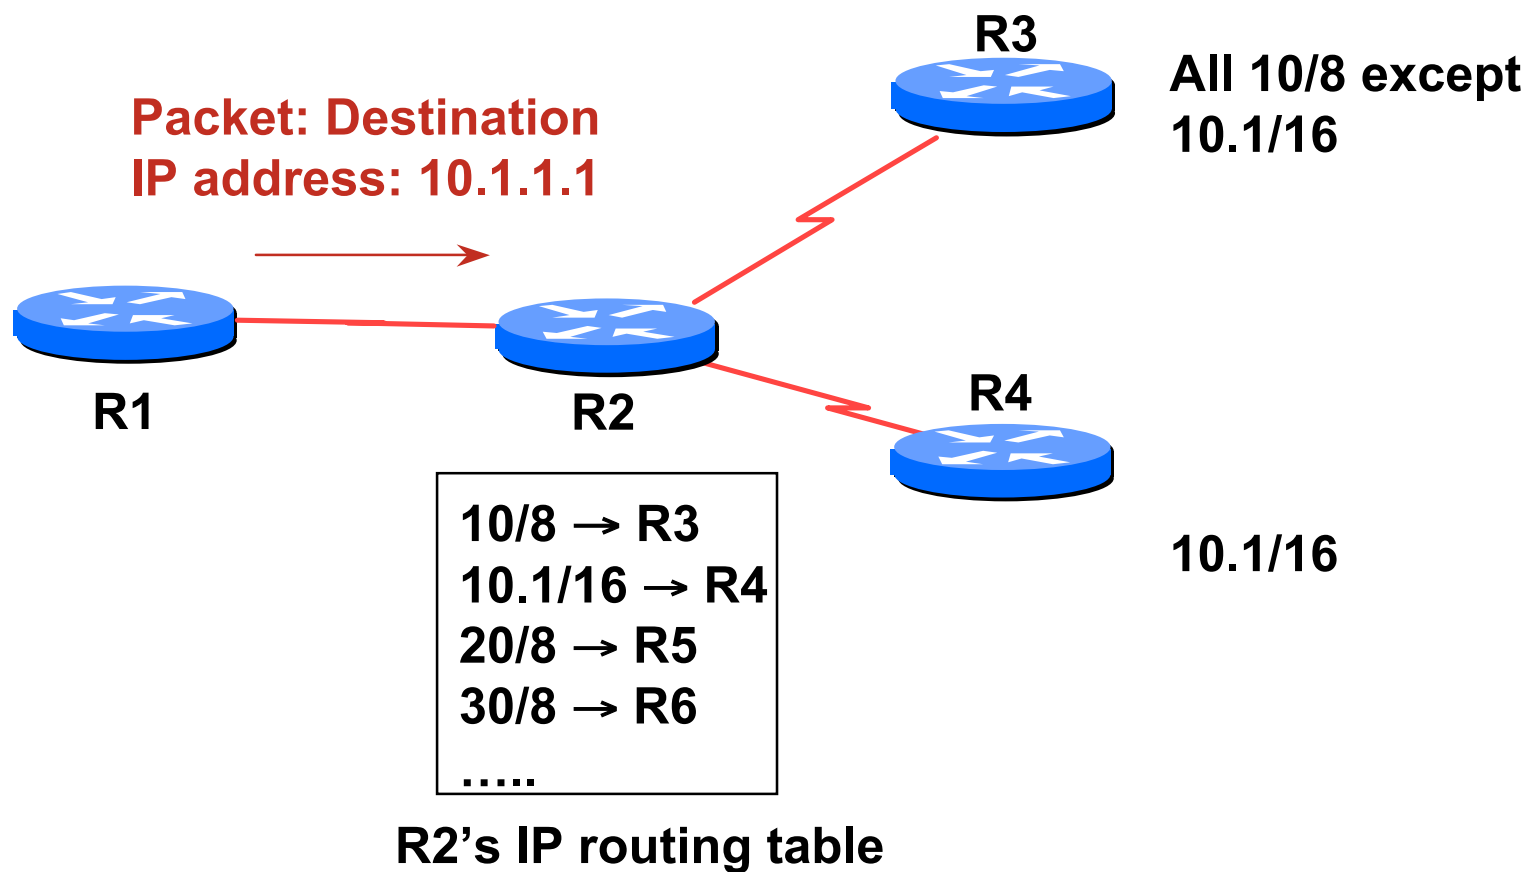 R3
All 10/8 except
10.1/16
Packet: Destination
IP address: 10.1.1.1
R1
R2
R4
10.1/16
10/8 → R3
10.1/16 → R4
20/8 → R5
30/8 → R6
…..
R2’s IP routing table